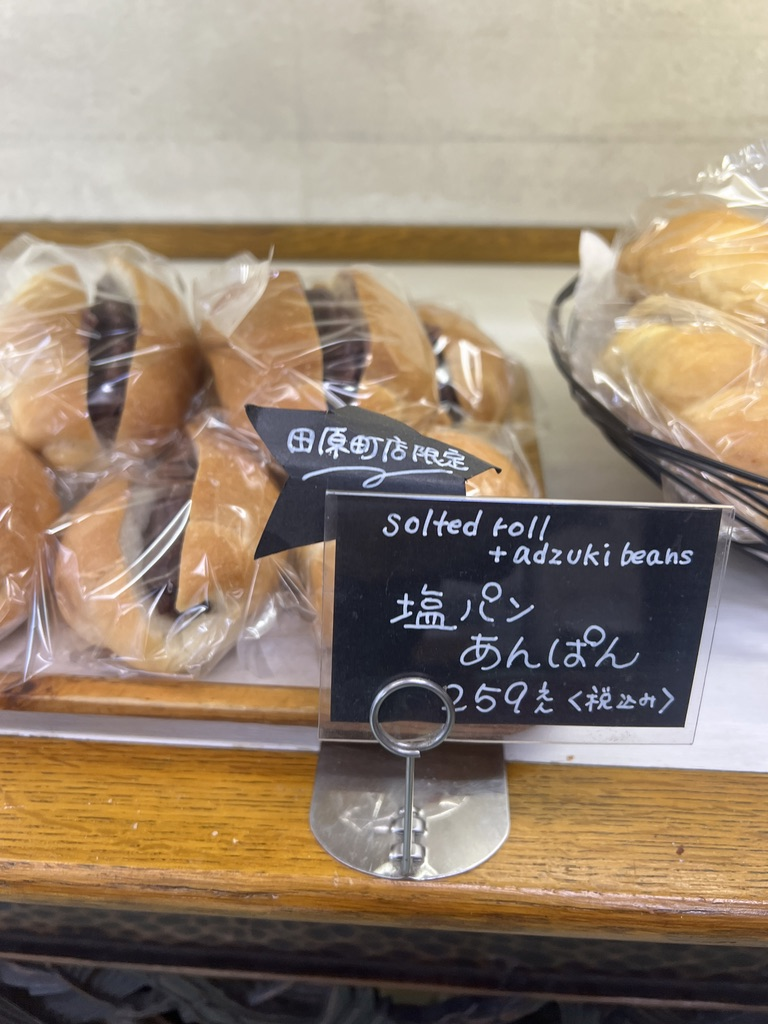 田原町店限定
solted roll
+adzuki beans
塩パン
あんぱん
259えん〈税込み〉